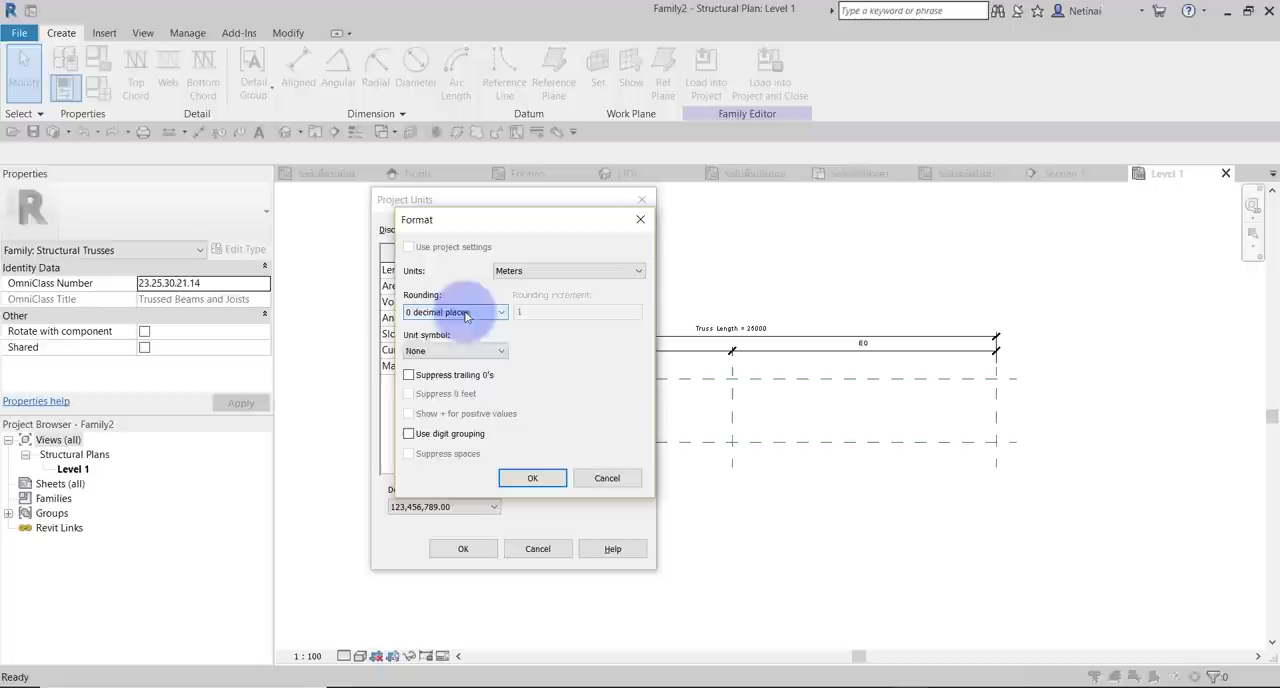 Family2 - Structural Plan: Level 1
Type a keyword or phrase
Netinai
File Create Insert View Manage Add-Ins Modify
Modify
Top Chord
Web
Bottom Chord
Detail Group
Aligned
Angular
Radial
Diameter
Arc Length
Reference Line
Reference Plane
Set
Show
Ref Plane
Load into Project
Load into Project and Close
Select Properties Detail Dimension Datum Work Plane Family Editor
Properties
Level 1
Family: Structural Trusses
Edit Type
Identity Data
OmniClass Number 23.25.30.21.14
OmniClass Title Trussed Beams and Joists
Other
Rotate with component
Shared
Properties help
Apply
Project Browser - Family2
Views (all)
Structural Plans
Level 1
Sheets (all)
Families
Groups
Revit Links
Project Units
Format
Use project settings
Units: Meters
Rounding: Rounding increment:
0 decimal places 1
Unit symbol:
None
Suppress trailing 0's
Suppress 0 feet
Show + for positive values
Use digit grouping
Suppress spaces
OK Cancel
123,456,789.00
OK Cancel Help
Truss Length = 26000
EQ
1 : 100
Ready
:0